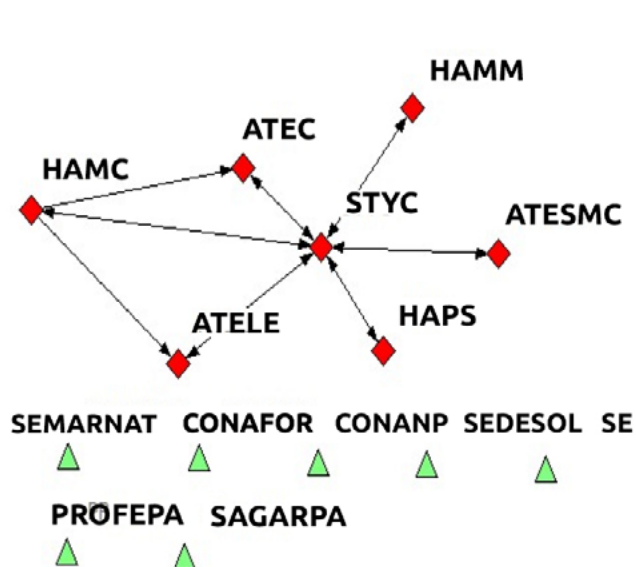 HAMM
ATEC
HAMC
STYC
ATESMC
HAPS
ATELE
SEMARNAT CONAFOR CONANP SEDESOL SE
PROFEPA SAGARPA